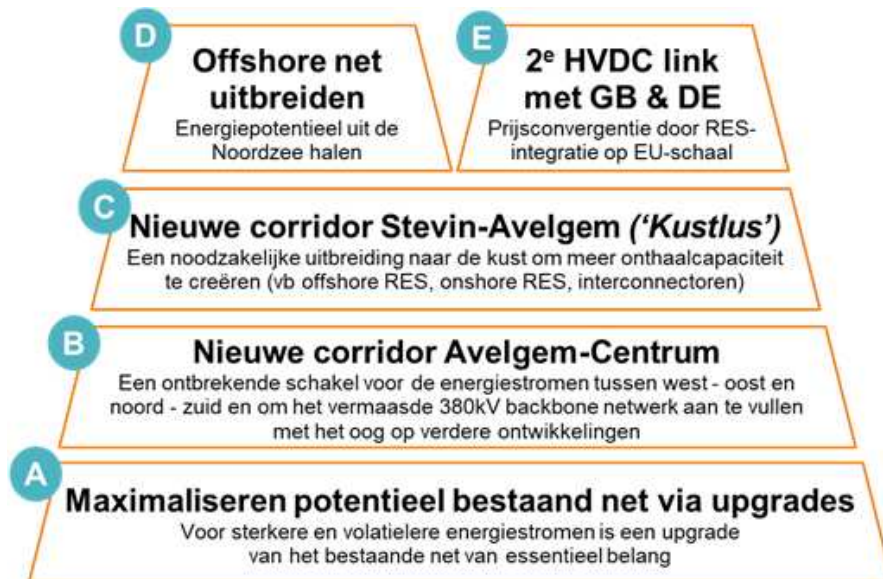 D
Offshore net
uitbreiden
Energiepotentieel uit de
Noordzee halen
E
2e HVDC link
met GB & DE
Prijsconvergentie door RES-
integratie op EU-schaal
C
Nieuwe corridor Stevin-Avelgem ('Kustlus')
Een noodzakelijke uitbreiding naar de kust om meer onthaalcapaciteit
te creëren (vb offshore RES, onshore RES, interconnectoren)
B
Nieuwe corridor Avelgem-Centrum
Een ontbrekende schakel voor de energiestromen tussen west - oost en
noord - zuid en om het vermaasde 380kV backbone netwerk aan te vullen
met het oog op verdere ontwikkelingen
A
Maximaliseren potentieel bestaand net via upgrades
Voor sterkere en volatielere energiestromen is een upgrade
van het bestaande net van essentieel belang